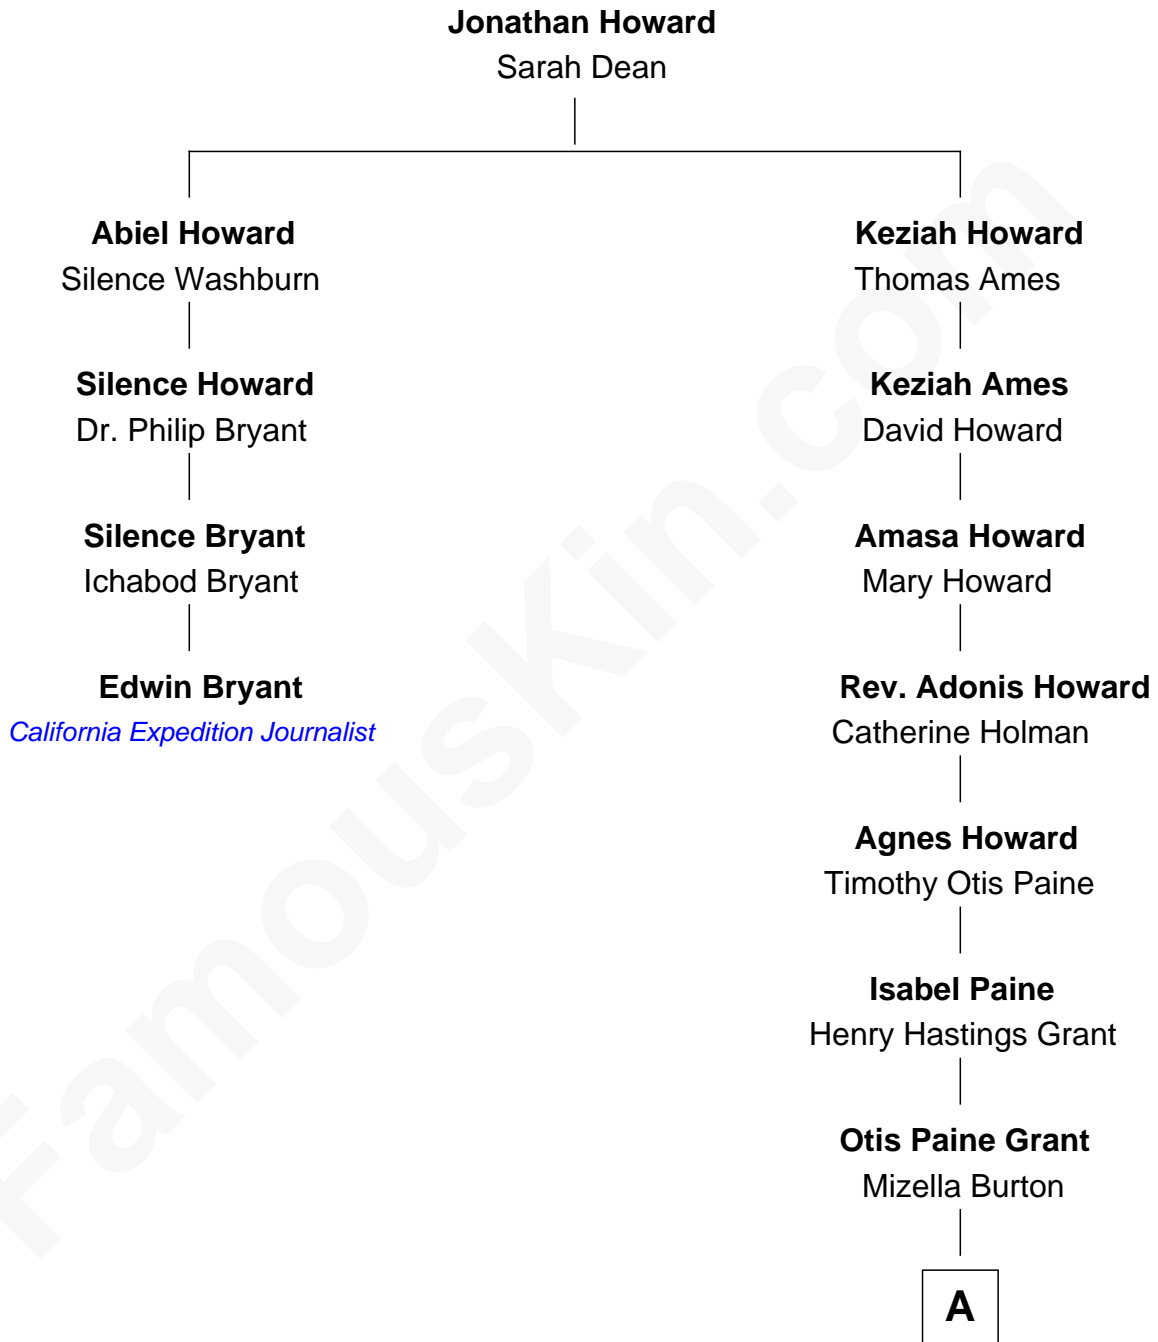 Jonathan Howard
Sarah Dean
Abiel Howard
Silence Washburn
Keziah Howard
Thomas Ames
Silence Howard
Dr. Philip Bryant
Keziah Ames
David Howard
Silence Bryant
Ichabod Bryant
Amasa Howard
Mary Howard
Edwin Bryant
California Expedition Journalist
Rev. Adonis Howard
Catherine Holman
Agnes Howard
Timothy Otis Paine
Isabel Paine
Henry Hastings Grant
Otis Paine Grant
Mizella Burton
A
FamousKin.com